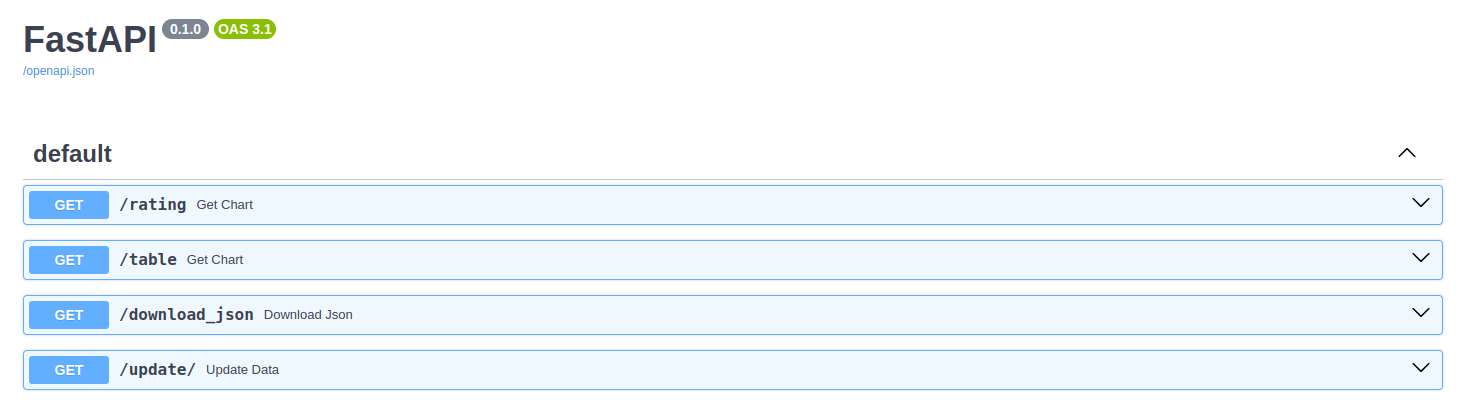 FastAPI 0.1.0 OAS 3.1
/openapi.json
default
GET /rating Get Chart
GET /table Get Chart
GET /download_json Download Json
GET /update/ Update Data